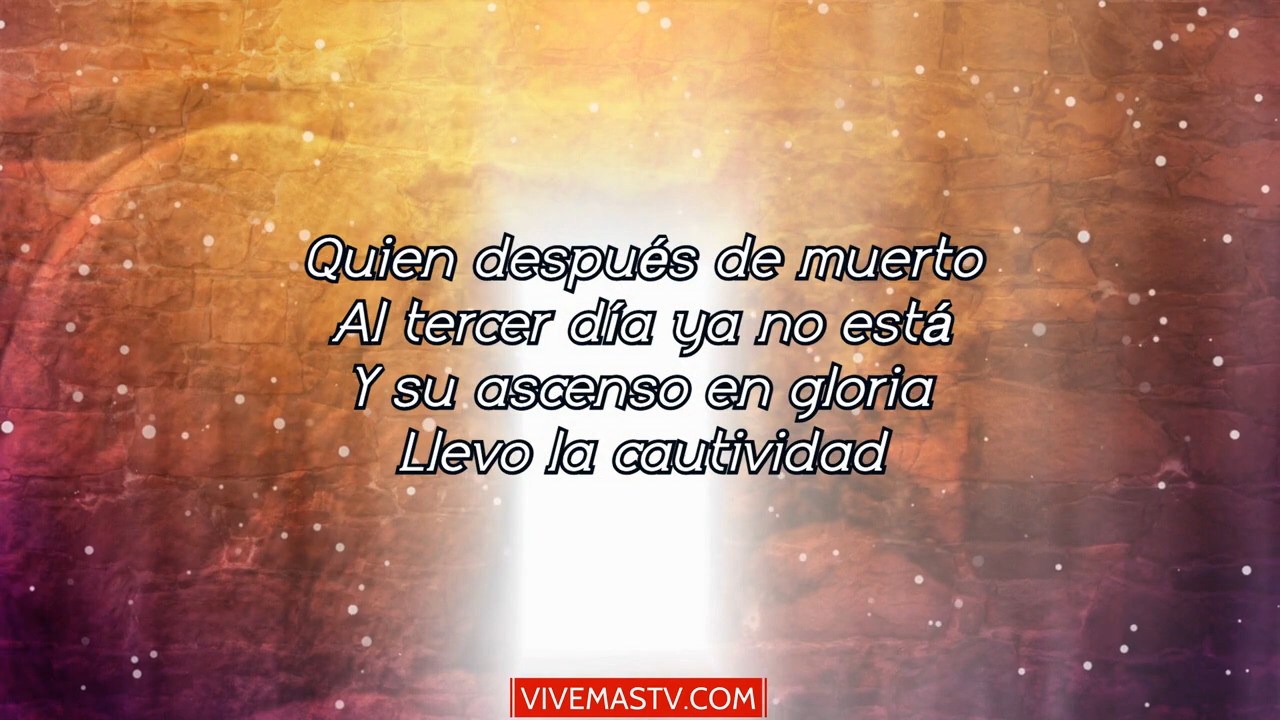 Quien después de muerto
Al tercer día ya no está
Y su ascenso en gloria
Llevo la cautividad
VIVEMASTV.COM